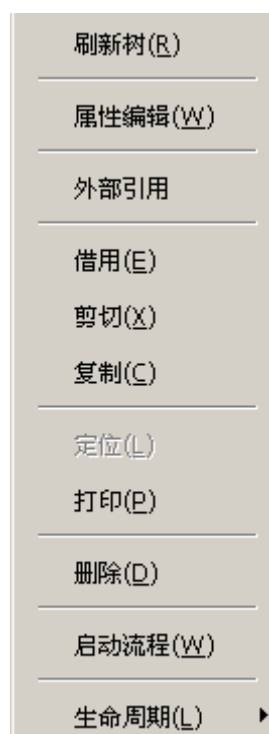 刷新树(R)
属性编辑(W)
外部引用
借用(E)
剪切(X)
复制(C)
定位(L)
打印(P)
删除(D)
启动流程(W)
生命周期(L)